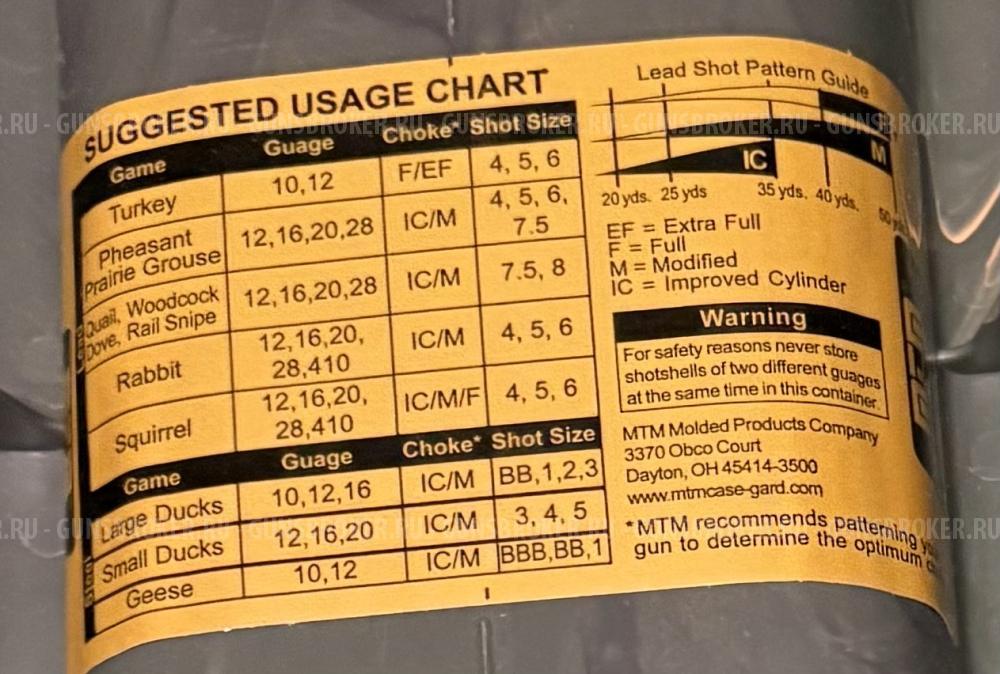 SUGGESTED USAGE CHART
Game Guage Choke* Shot Size
Turkey 10,12 F/EF 4, 5, 6
Pheasant
Prairie Grouse 12,16,20,28 IC/M 4, 5, 6,
7.5
Quail, Woodcock
Dove, Rail Snipe 12,16,20,28 IC/M 7.5, 8
Rabbit 12,16,20,
28,410 IC/M 4, 5, 6
Squirrel 12,16,20,
28,410 IC/M/F 4, 5, 6
Game Guage Choke* Shot Size
Large Ducks 10,12,16 IC/M BB,1,2,3
Small Ducks 12,16,20 IC/M 3, 4, 5
Geese 10,12 IC/M BBB,BB,1
Lead Shot Pattern Guide
M
IC
20 yds. 25 yds 35 yds. 40 yds.
EF = Extra Full
F = Full
M = Modified
IC = Improved Cylinder
Warning
For safety reasons never store
shotshells of two different guages
at the same time in this container.
MTM Molded Products Company
3370 Obco Court
Dayton, OH 45414-3500
www.mtmcase-gard.com
*MTM recommends patterning
gun to determine the optimum
GUNSBROKER.RU - GUNSBROKER.RU - GUNSBROKER.RU - GUNSBROKER.RU